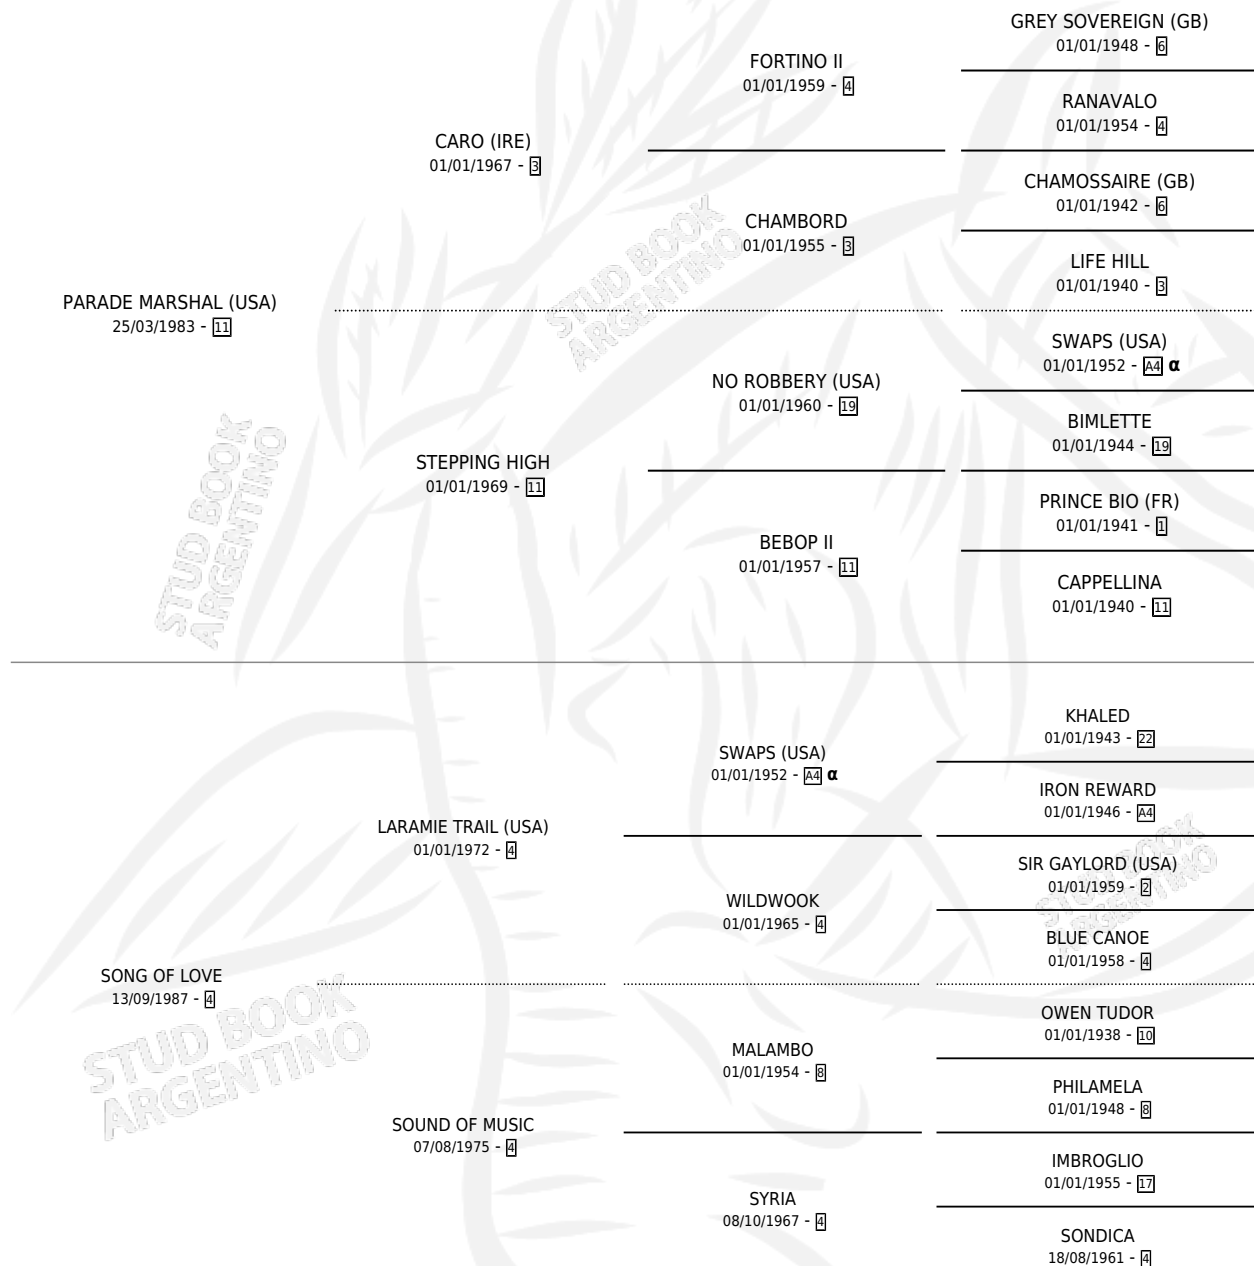 GREY SOVEREIGN (GB)
01/01/1948 - 6
FORTINO II
01/01/1959 - 4
RANAVALO
01/01/1954 - 4
CARO (IRE)
01/01/1967 - 3
CHAMOSSAIRE (GB)
01/01/1942 - 6
CHAMBORD
01/01/1955 - 3
LIFE HILL
01/01/1940 - 3
PARADE MARSHAL (USA)
25/03/1983 - 11
STUD BOOK
ARGENTINO
SWAPS (USA)
01/01/1952 - A4 α
NO ROBBERY (USA)
01/01/1960 - 19
BIMLETTE
01/01/1944 - 19
STEPPING HIGH
01/01/1969 - 11
PRINCE BIO (FR)
01/01/1941 - 1
BEBOP II
01/01/1957 - 11
CAPPELLINA
01/01/1940 - 11
STUD BOOK
ARGENTINO
KHALED
01/01/1943 - 22
SWAPS (USA)
01/01/1952 - A4 α
IRON REWARD
01/01/1946 - A4
LARAMIE TRAIL (USA)
01/01/1972 - 4
SIR GAYLORD (USA)
01/01/1959 - 2
WILDWOOK
01/01/1965 - 4
BLUE CANOE
01/01/1958 - 4
STUD BOOK
ARGENTINO
SONG OF LOVE
13/09/1987 - 4
STUD BOOK
ARGENTINO
OWEN TUDOR
01/01/1938 - 10
MALAMBO
01/01/1954 - 8
PHILAMELA
01/01/1948 - 8
SOUND OF MUSIC
07/08/1975 - 4
IMBROGLIO
01/01/1955 - 17
SYRIA
08/10/1967 - 4
SONDICA
18/08/1961 - 4